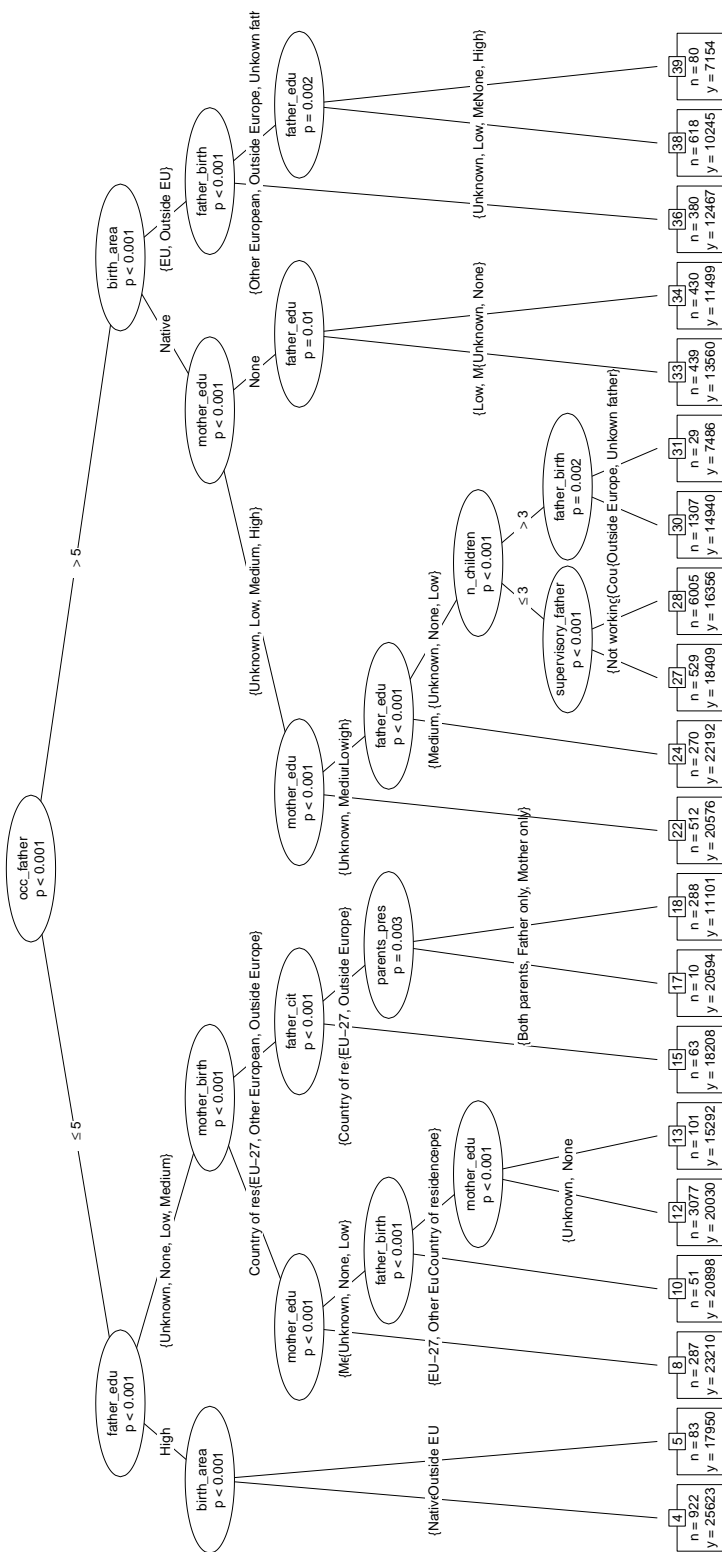 occ_father
p < 0.001
≤ 5
> 5
father_edu
p < 0.001
High
{Unknown, None, Low, Medium}
birth_area
p < 0.001
{Native
Outside EU
4
n = 922
y = 25623
5
n = 83
y = 17950
mother_birth
p < 0.001
Country of res
{EU−27, Other European, Outside Europe}
mother_edu
p < 0.001
{Me
{Unknown, None, Low}
8
n = 287
y = 23210
father_birth
p < 0.001
{EU−27, Other Eu
Country of residence
10
n = 51
y = 20898
mother_edu
p < 0.001
{Unknown,
None
12
n = 3077
y = 20030
13
n = 101
y = 15292
father_cit
p < 0.001
{Country of re
{EU−27, Outside Europe}
15
n = 63
y = 18208
parents_pres
p = 0.003
{Both parents, Father only, Mother only}
17
n = 10
y = 20594
18
n = 288
y = 11101
birth_area
p < 0.001
Native
{EU, Outside EU}
mother_edu
p < 0.001
{Unknown, Low, Medium, High}
None
mother_edu
p < 0.001
{Unknown, Mediu
Low
22
n = 512
y = 20576
father_edu
p < 0.001
{Medium,
{Unknown, None, Low}
24
n = 270
y = 22192
n_children
p < 0.001
≤ 3
> 3
supervisory_father
p < 0.001
{Not working
27
n = 529
y = 18409
28
n = 6005
y = 16356
father_birth
p = 0.002
{Cou
{Outside Europe, Unkown father}
30
n = 1307
y = 14940
31
n = 29
y = 7486
father_edu
p = 0.01
{Low, M
{Unknown, None}
33
n = 439
y = 13560
34
n = 430
y = 11499
father_birth
p < 0.001
{Other European, Outside Europe, Unkown fath
36
n = 380
y = 12467
father_edu
p = 0.002
{Unknown, Low, Me
None, High}
38
n = 618
y = 10245
39
n = 80
y = 7154